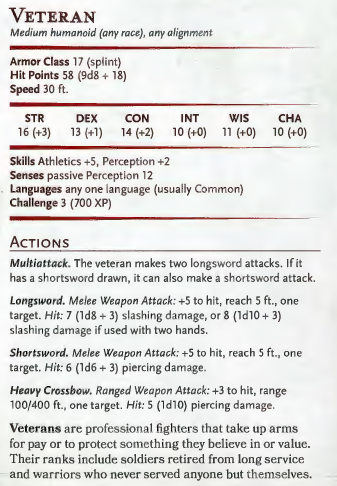 VETERAN
Medium humanoid (any race), any alignment
Armor Class 17 (splint)
Hit Points 58 (9d8 + 18)
Speed 30 ft.
STR DEX CON INT WIS CHA
16 (+3) 13 (+1) 14 (+2) 10 (+0) 11 (+0) 10 (+0)
Skills Athletics +5, Perception +2
Senses passive Perception 12
Languages any one language (usually Common)
Challenge 3 (700 XP)
ACTIONS
Multiattack. The veteran makes two longsword attacks. If it
has a shortsword drawn, it can also make a shortsword attack.
Longsword. Melee Weapon Attack: +5 to hit, reach 5 ft., one
target. Hit: 7 (1d8 + 3) slashing damage, or 8 (1d10 + 3)
slashing damage if used with two hands.
Shortsword. Melee Weapon Attack: +5 to hit, reach 5 ft., one
target. Hit: 6 (1d6 + 3) piercing damage.
Heavy Crossbow. Ranged Weapon Attack: +3 to hit, range
100/400 ft., one target. Hit: 5 (1d10) piercing damage.
Veterans are professional fighters that take up arms
for pay or to protect something they believe in or value.
Their ranks include soldiers retired from long service
and warriors who never served anyone but themselves.